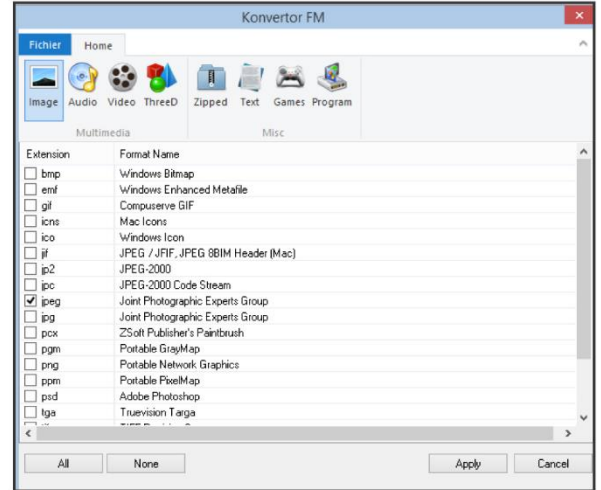 Konvertor FM
Fichier Home
Image Audio Video ThreeD Zipped Text Games Program
Multimedia Misc
Extension Format Name
bmp Windows Bitmap
emf Windows Enhanced Metafile
gif Compuserve GIF
icns Mac Icons
ico Windows Icon
jif JPEG / JFIF, JPEG 8BIM Header (Mac)
jp2 JPEG-2000
jpc JPEG-2000 Code Stream
jpeg Joint Photographic Experts Group
jpg Joint Photographic Experts Group
pcx ZSoft Publisher's Paintbrush
pgm Portable GrayMap
png Portable Network Graphics
ppm Portable PixelMap
psd Adobe Photoshop
tga Truevision Targa
All None Apply Cancel